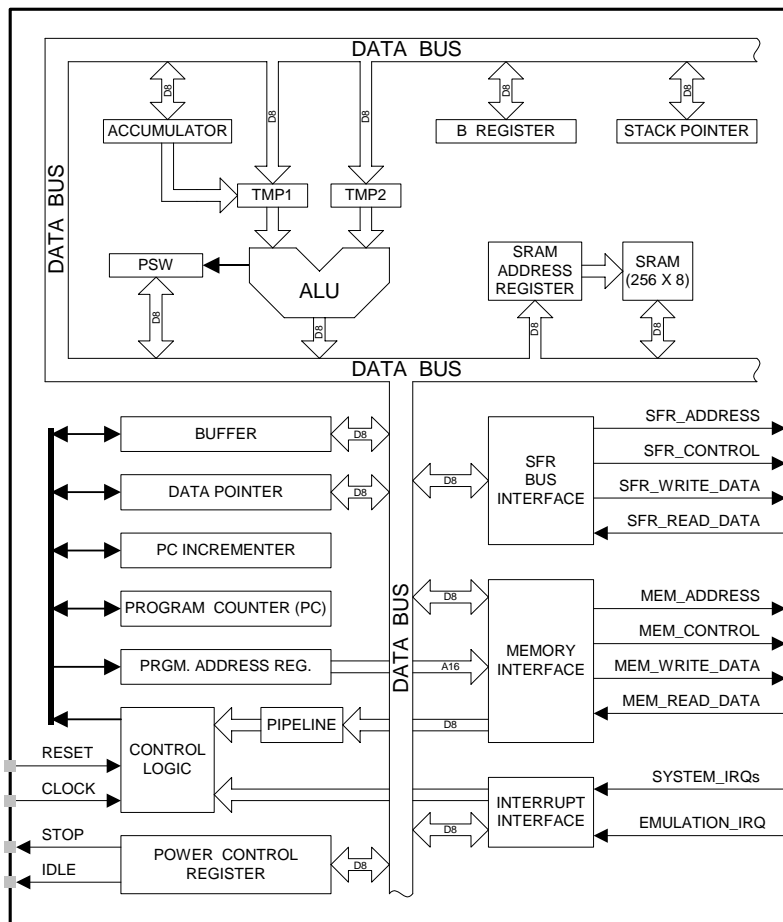 DATA BUS
D8
D8
D8
D8
D8
ACCUMULATOR
B REGISTER
STACK POINTER
DATA BUS
TMP1
TMP2
PSW
ALU
SRAM
ADDRESS
REGISTER
SRAM
(256 X 8)
D8
D8
D8
D8
DATA BUS
BUFFER
D8
DATA POINTER
D8
PC INCREMENTER
PROGRAM COUNTER (PC)
PRGM. ADDRESS REG.
A16
DATA BUS
D8
SFR
BUS
INTERFACE
SFR_ADDRESS
SFR_CONTROL
SFR_WRITE_DATA
SFR_READ_DATA
D8
MEMORY
INTERFACE
MEM_ADDRESS
MEM_CONTROL
MEM_WRITE_DATA
MEM_READ_DATA
CONTROL
LOGIC
PIPELINE
D8
RESET
CLOCK
INTERRUPT
INTERFACE
SYSTEM_IRQs
EMULATION_IRQ
D8
STOP
IDLE
POWER CONTROL
REGISTER
D8